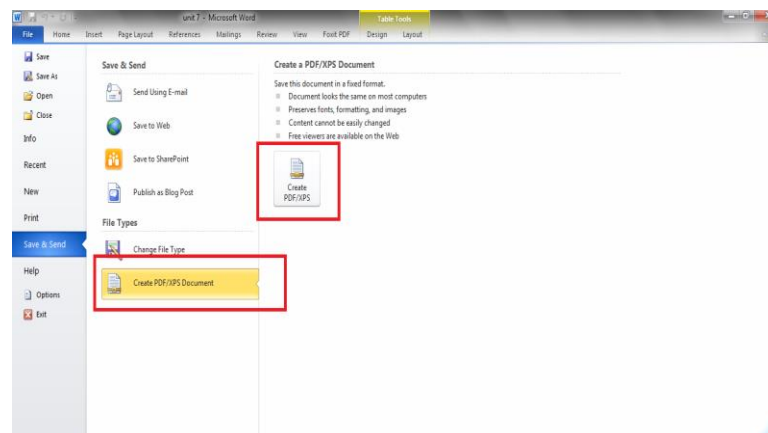 unit 7 - Microsoft Word
Table Tools
File Home Insert Page Layout References Mailings Review View Foxit PDF Design Layout
Save
Save As
Open
Close
Info
Recent
New
Print
Save & Send
Help
Options
Exit
Save & Send
Send Using E-mail
Save to Web
Save to SharePoint
Publish as Blog Post
File Types
Change File Type
Create PDF/XPS Document
Create a PDF/XPS Document
Save this document in a fixed format.
Document looks the same on most computers
Preserves fonts, formatting, and images
Content cannot be easily changed
Free viewers are available on the Web
Create
PDF/XPS